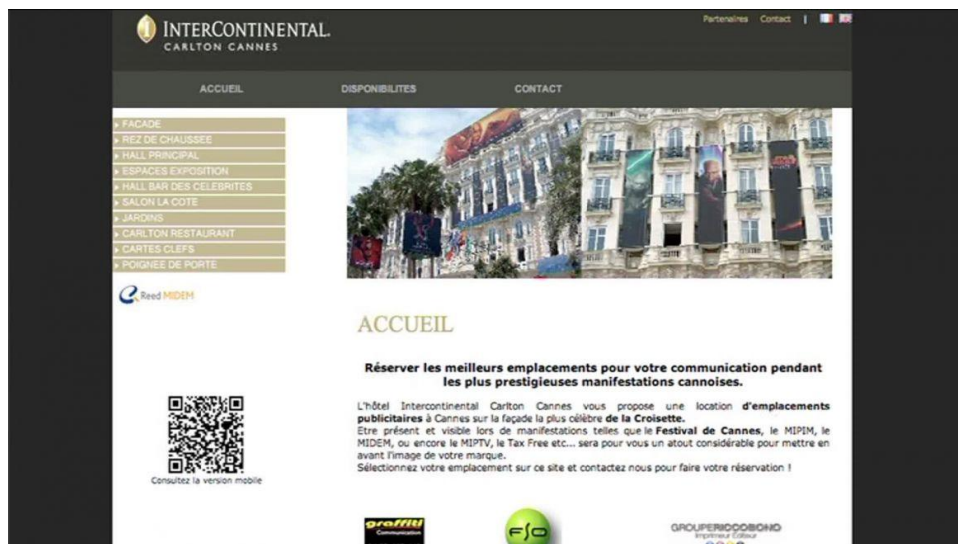 INTERCONTINENTAL.
CARLTON CANNES
Partenaires Contact |
ACCUEIL DISPONIBILITES CONTACT
FACADE
REZ DE CHAUSSEE
HALL PRINCIPAL
ESPACES EXPOSITION
HALL BAR DES CELEBRITES
SALON LA COTE
JARDINS
CARLTON RESTAURANT
CARTES CLEFS
POIGNEE DE PORTE
Reed MIDEM
STAR WARS
ACCUEIL
Réserver les meilleurs emplacements pour votre communication pendant
les plus prestigieuses manifestations cannoises.
L'hôtel Intercontinental Carlton Cannes vous propose une location d'emplacements
publicitaires à Cannes sur la façade la plus célèbre de la Croisette.
Etre présent et visible lors de manifestations telles que le Festival de Cannes, le MIPIM, le
MIDEM, ou encore le MIPTV, le Tax Free etc... sera pour vous un atout considérable pour mettre en
avant l'image de votre marque.
Sélectionnez votre emplacement sur ce site et contactez nous pour faire votre réservation !
Consultez la version mobile
graffiti
Communication
FSO
GROUPERICCOBONO
Imprimeur Editeur